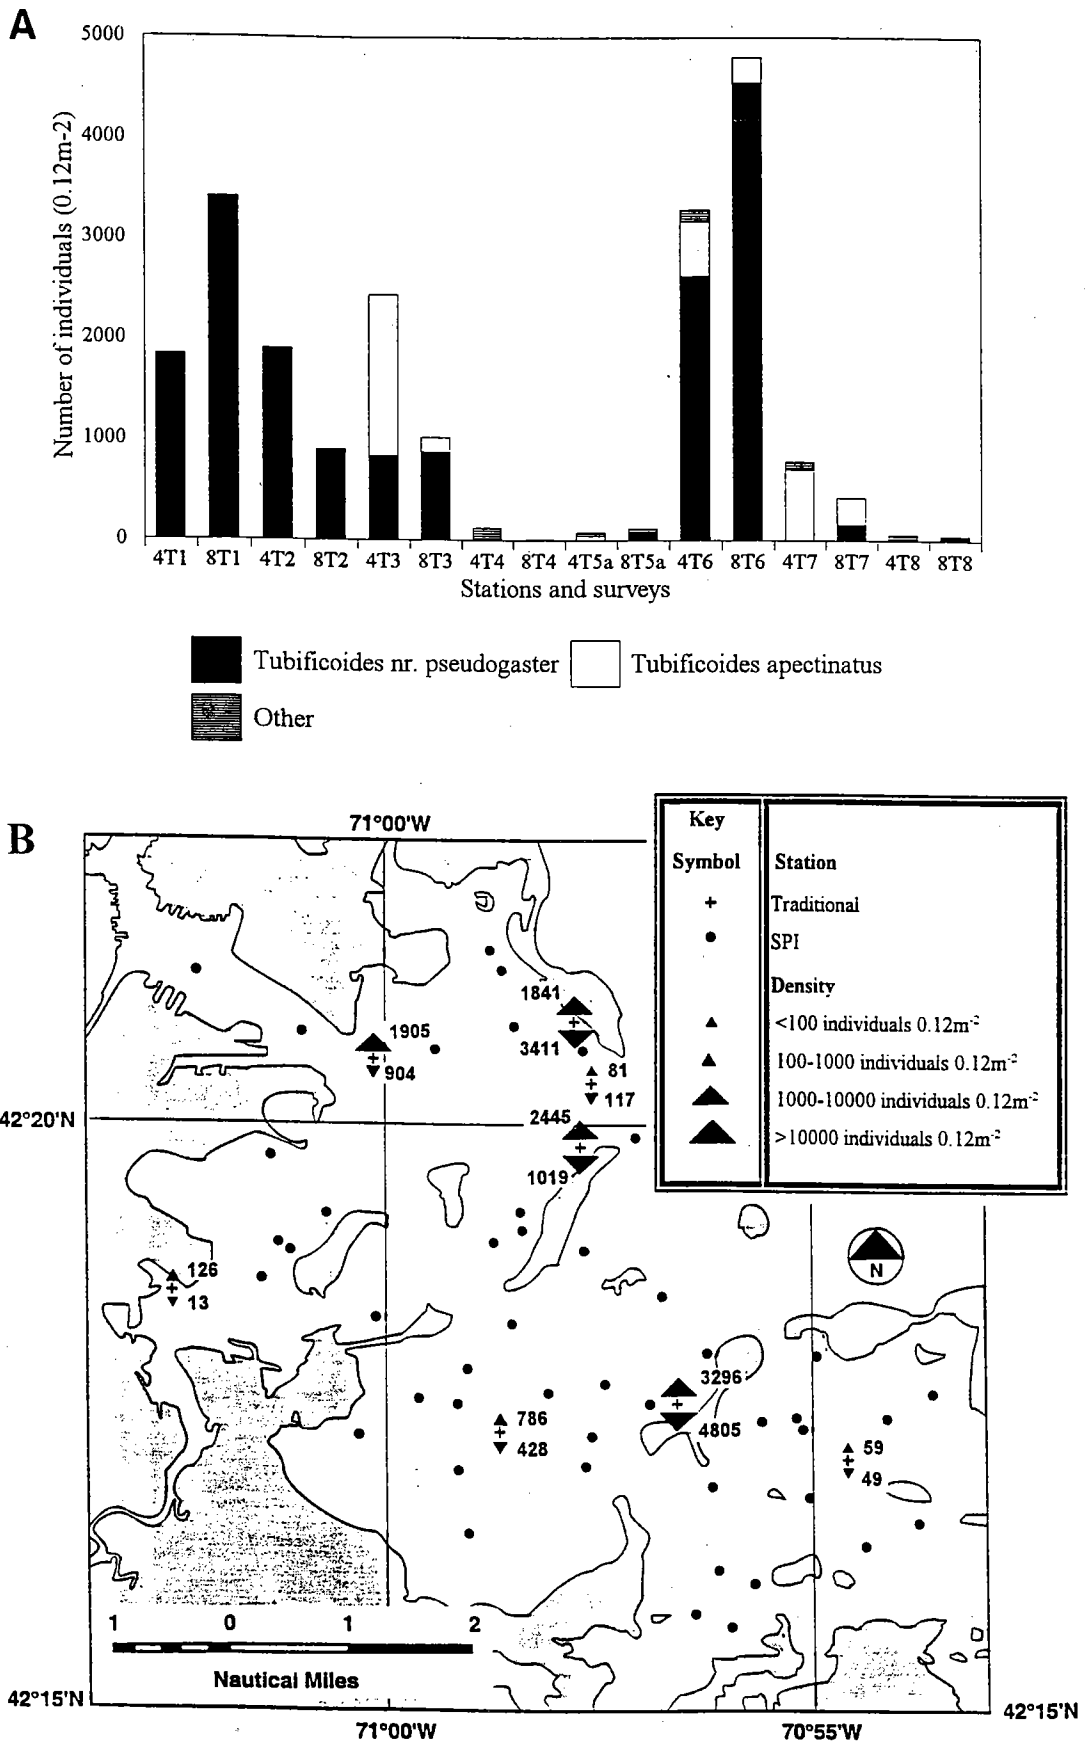 A
5000
4000
3000
2000
1000
0
Number of individuals (0.12m-2)
4T1 8T1 4T2 8T2 4T3 8T3 4T4 8T4 4T5a 8T5a 4T6 8T6 4T7 8T7 4T8 8T8
Stations and surveys
Tubificoides nr. pseudogaster
Tubificoides apectinatus
Other
B
71°00'W
Key
Symbol
Station
Traditional
SPI
Density
<100 individuals 0.12m-2
100-1000 individuals 0.12m-2
1000-10000 individuals 0.12m-2
>10000 individuals 0.12m-2
1841
1905
3411
904
81
117
42°20'N
2445
1019
126
13
N
3296
786
4805
428
59
49
1 0 1 2
Nautical Miles
42°15'N
42°15'N
71°00'W
70°55'W